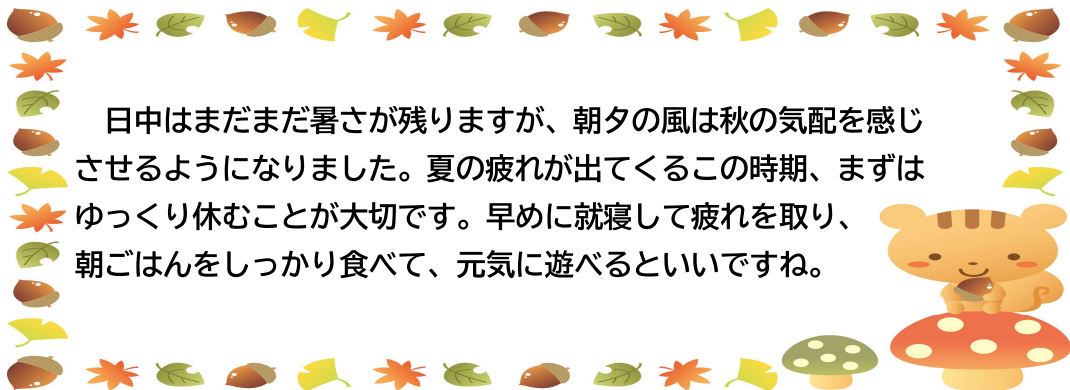 日中はまだまだ暑さが残りますが、朝夕の風は秋の気配を感じ
させるようになりました。夏の疲れが出てくるこの時期、まずは
ゆっくり休むことが大切です。早めに就寝して疲れを取り、
朝ごはんをしっかり食べて、元気に遊べるといいですね。